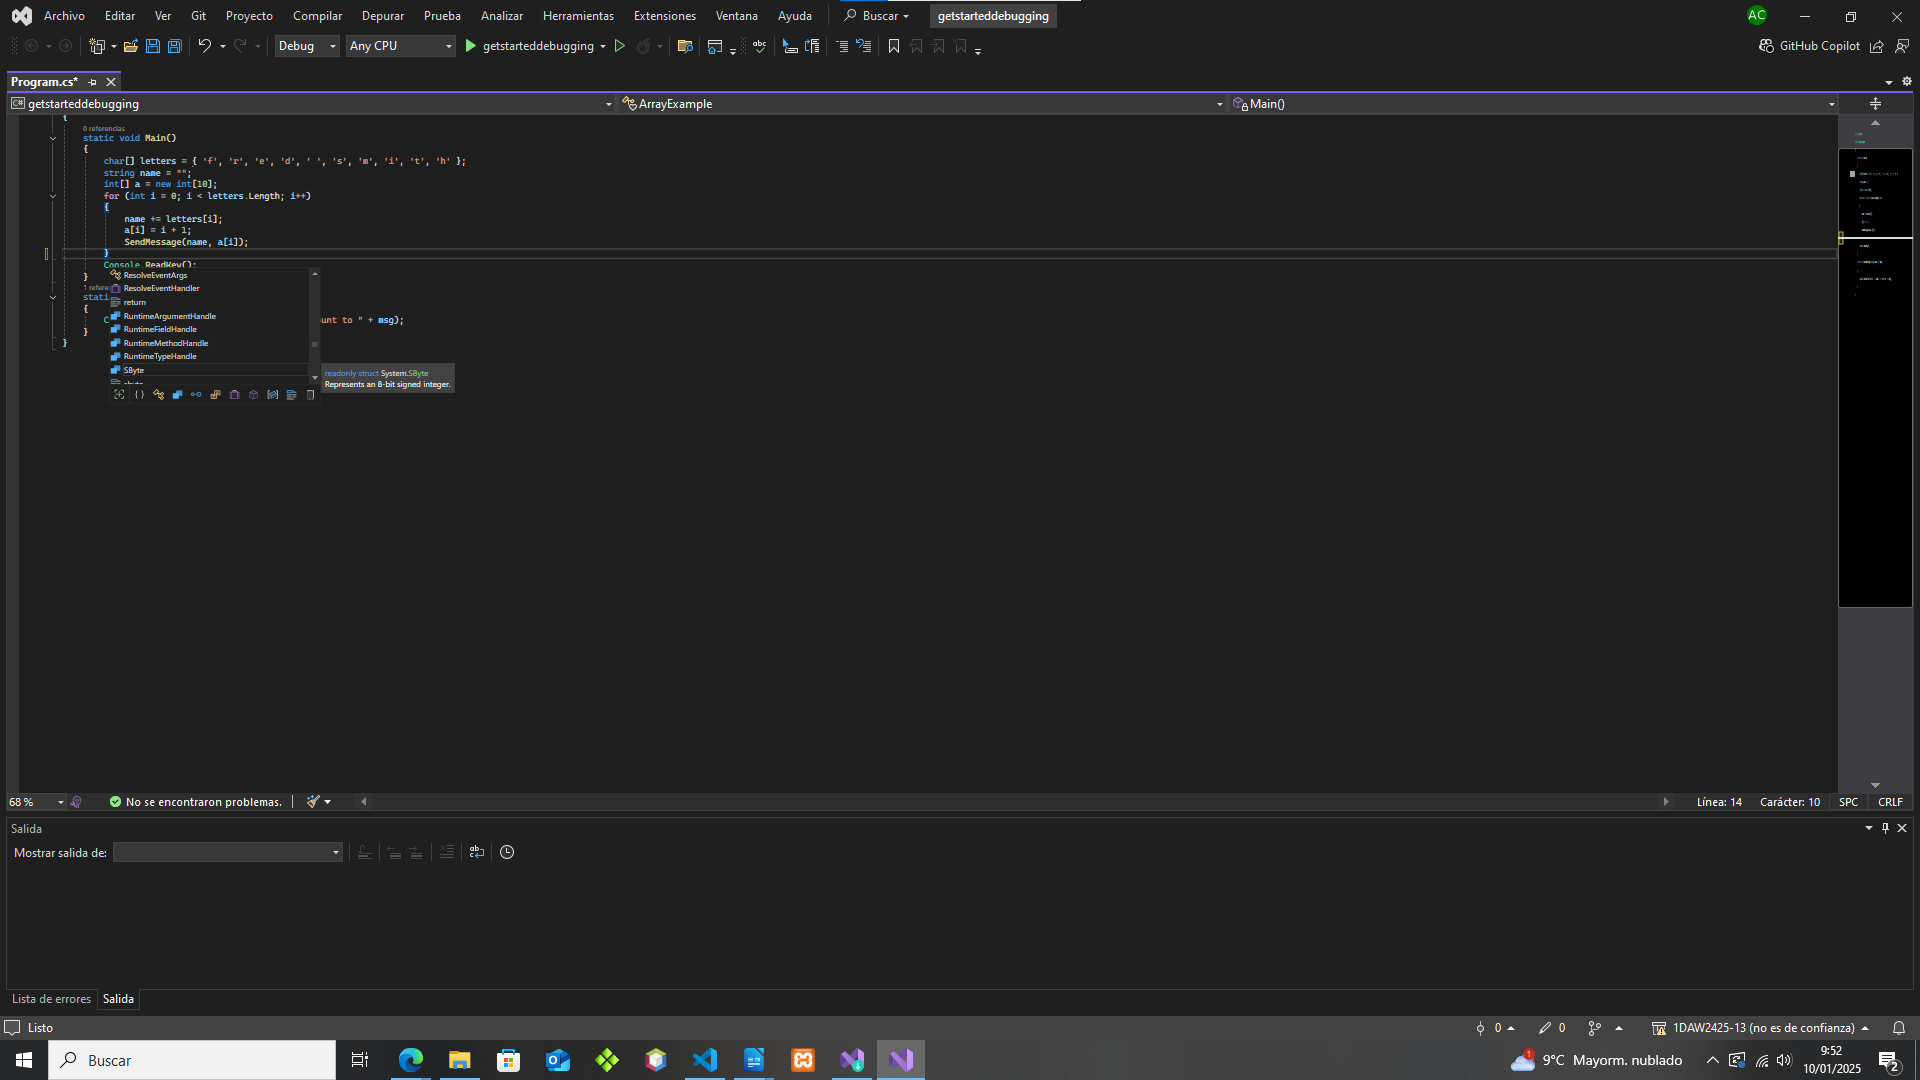 Archivo Editar Ver Git Proyecto Compilar Depurar Prueba Analizar Herramientas Extensiones Ventana Ayuda Buscar getstarteddebugging AC
Debug Any CPU getstarteddebugging abc GitHub Copilot
Program.cs*
C# getstarteddebugging ArrayExample Main()
{
0 referencias
static void Main()
{
char[] letters = { 'f', 'r', 'e', 'd', ' ', 's', 'm', 'i', 't', 'h' };
string name = "";
int[] a = new int[10];
for (int i = 0; i < letters.Length; i++)
{
name += letters[i];
a[i] = i + 1;
SendMessage(name, a[i]);
}
Console.ReadKey();
}
1 refere
stati
{
C unt to " + msg);
}
}
ResolveEventArgs
ResolveEventHandler
return
RuntimeArgumentHandle
RuntimeFieldHandle
RuntimeMethodHandle
RuntimeTypeHandle
SByte
sbyte
readonly struct System.SByte
Represents an 8-bit signed integer.
68 % No se encontraron problemas. Línea: 14 Carácter: 10 SPC CRLF
Salida
Mostrar salida de:
Lista de errores Salida
Listo 0 0 1DAW2425-13 (no es de confianza)
Buscar 1 9°C Mayorm. nublado 9:52
10/01/2025 2